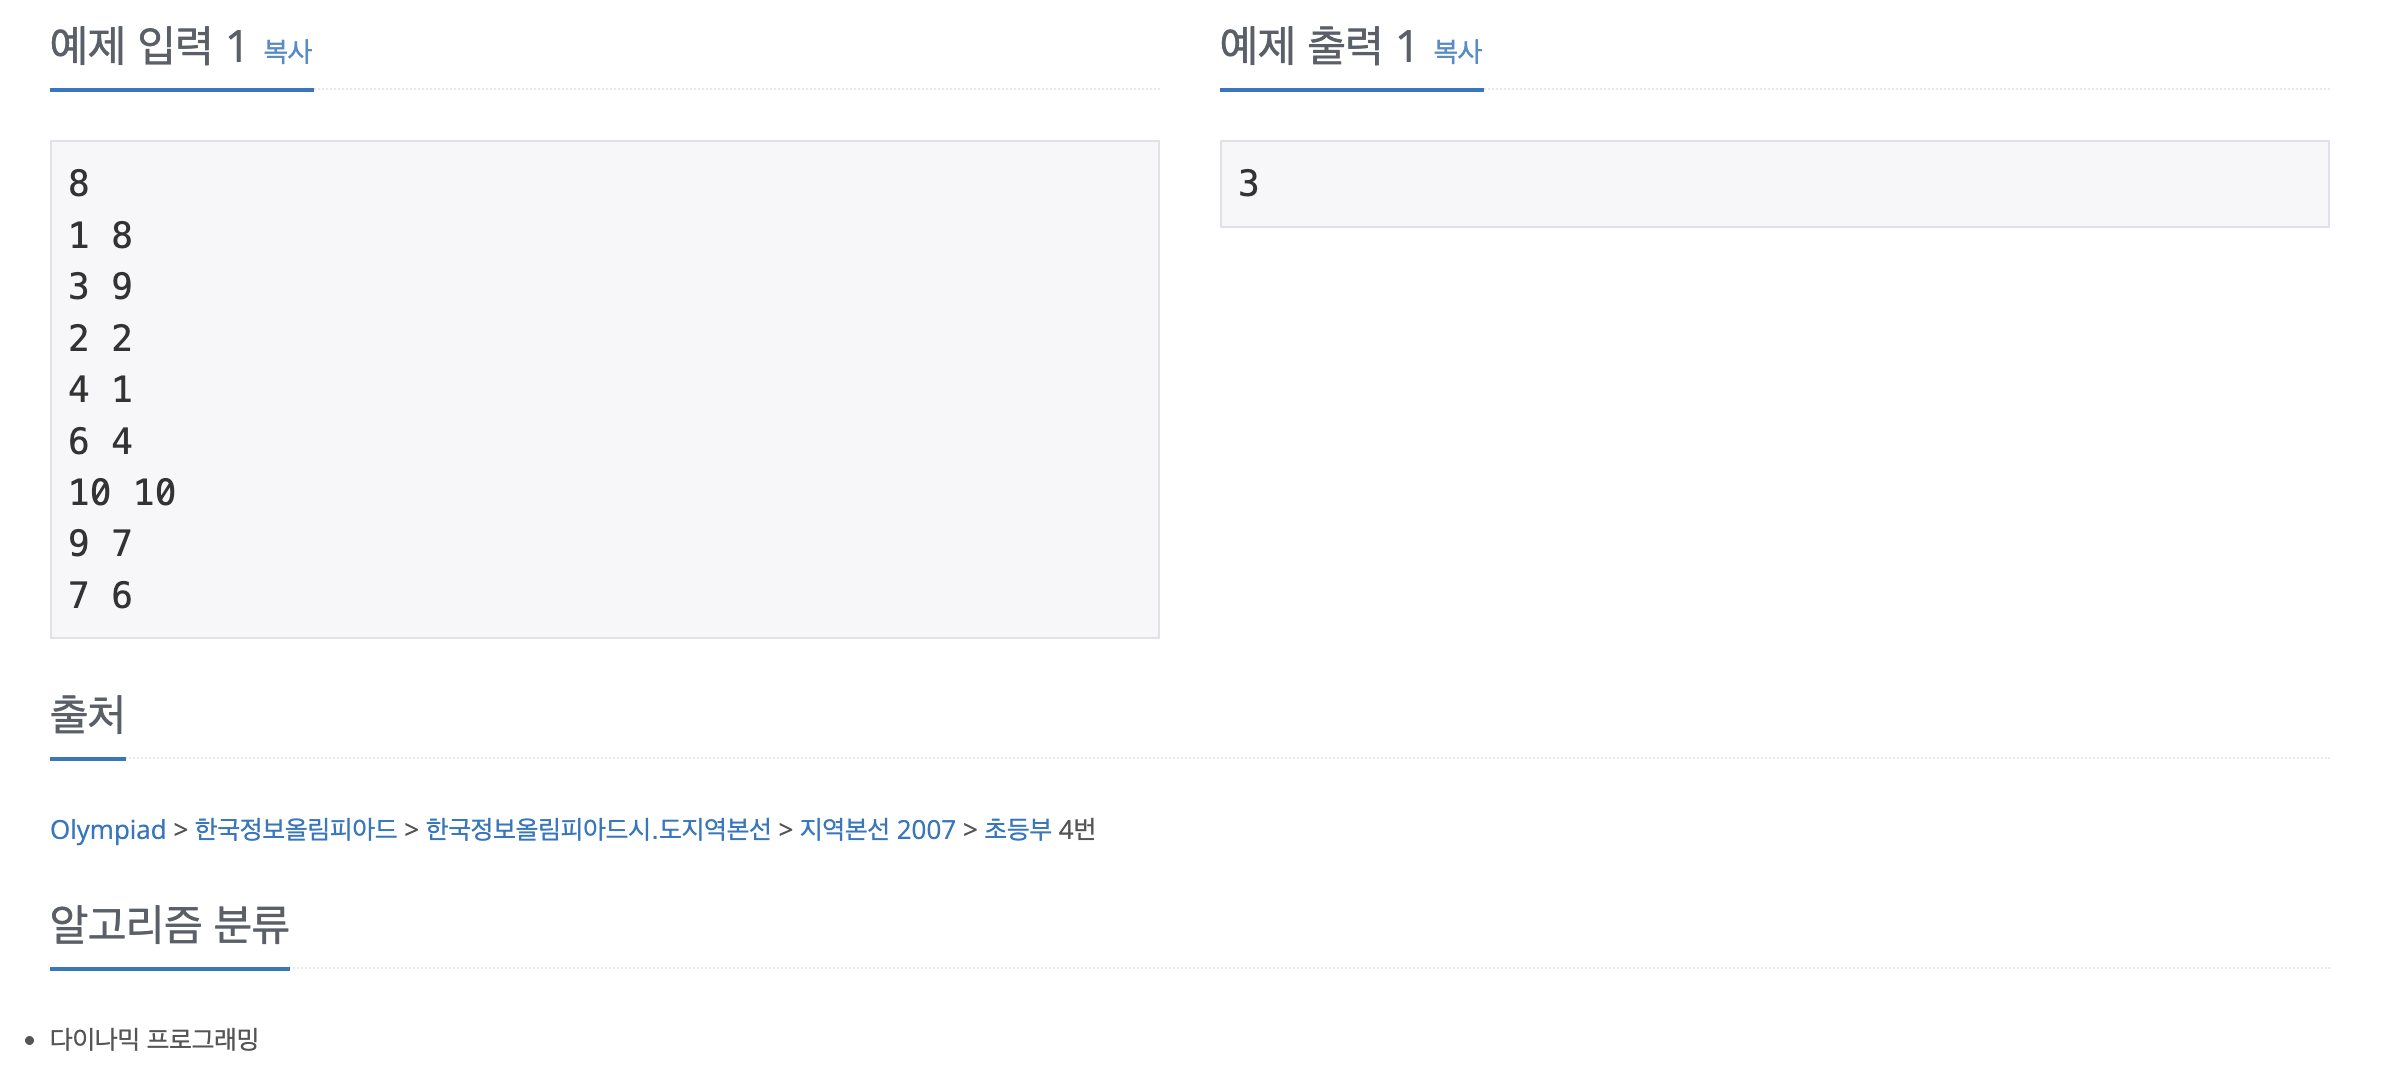 예제 입력 1 복사
8
1 8
3 9
2 2
4 1
6 4
10 10
9 7
7 6
예제 출력 1 복사
3
출처
Olympiad > 한국정보올림피아드 > 한국정보올림피아드시.도지역본선 > 지역본선 2007 > 초등부 4번
알고리즘 분류
• 다이나믹 프로그래밍